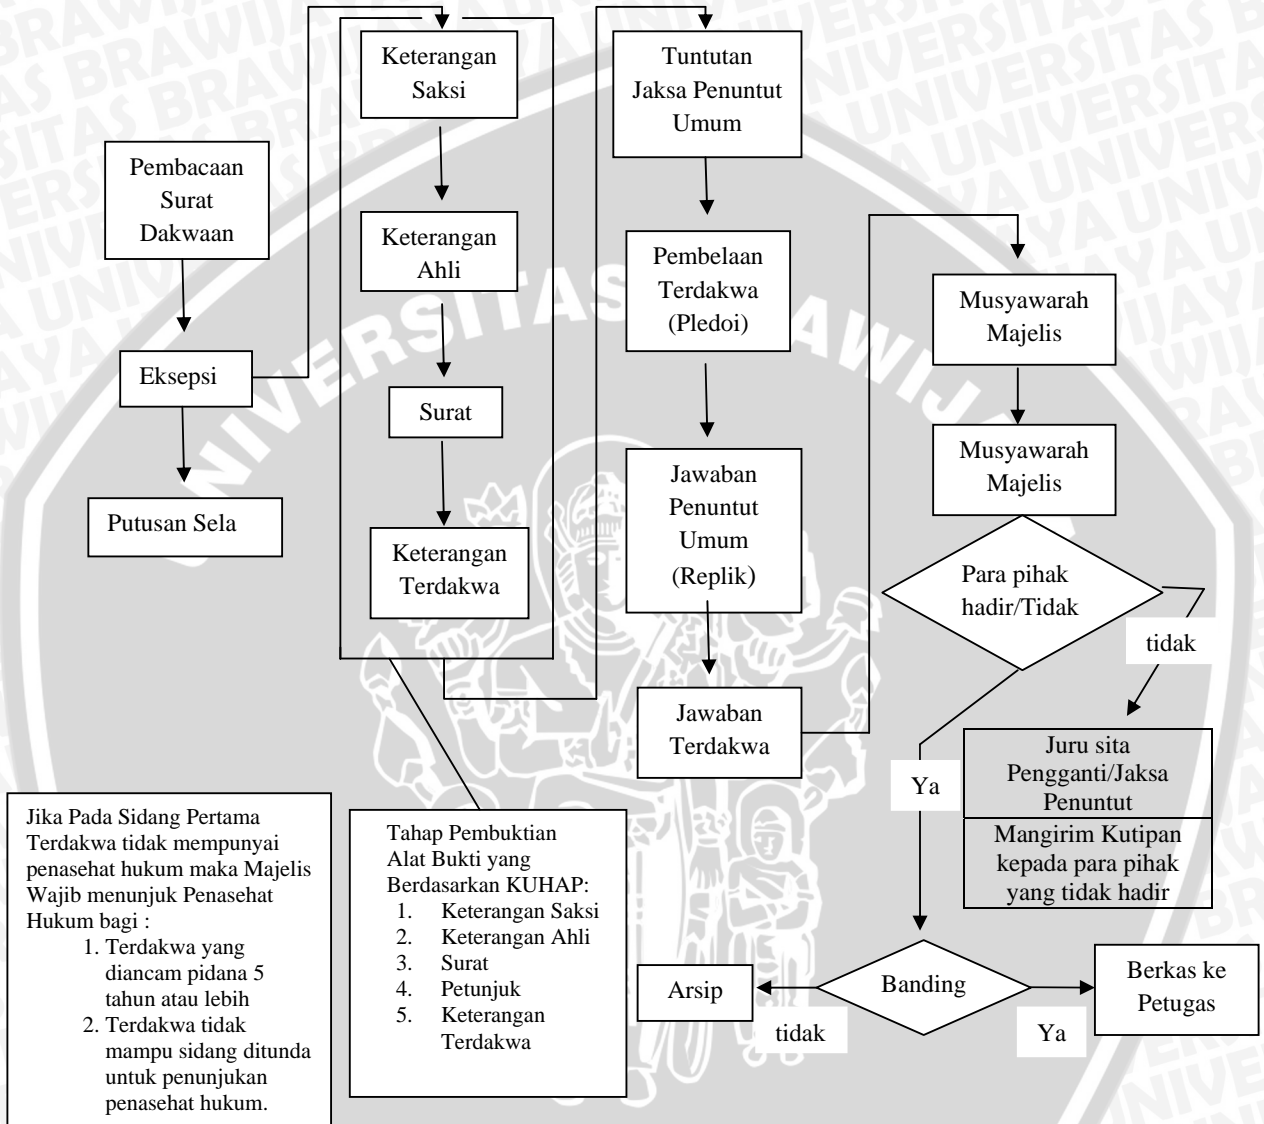 Pembacaan
Surat
Dakwaan
Eksepsi
Putusan Sela
Keterangan
Saksi
Keterangan
Ahli
Surat
Keterangan
Terdakwa
Tuntutan
Jaksa Penuntut
Umum
Pembelaan
Terdakwa
(Pledoi)
Jawaban
Penuntut
Umum
(Replik)
Jawaban
Terdakwa
Musyawarah
Majelis
Musyawarah
Majelis
Para pihak
hadir/Tidak
tidak
Juru sita
Pengganti/Jaksa
Penuntut
Mangirim Kutipan
kepada para pihak
yang tidak hadir
Ya
Banding
tidak
Arsip
Ya
Berkas ke
Petugas
Jika Pada Sidang Pertama
Terdakwa tidak mempunyai
penasehat hukum maka Majelis
Wajib menunjuk Penasehat
Hukum bagi :
1. Terdakwa yang
diancam pidana 5
tahun atau lebih
2. Terdakwa tidak
mampu sidang ditunda
untuk penunjukan
penasehat hukum.
Tahap Pembuktian
Alat Bukti yang
Berdasarkan KUHAP:
1. Keterangan Saksi
2. Keterangan Ahli
3. Surat
4. Petunjuk
5. Keterangan
Terdakwa
UNIVERSITAS BRAWIJAYA